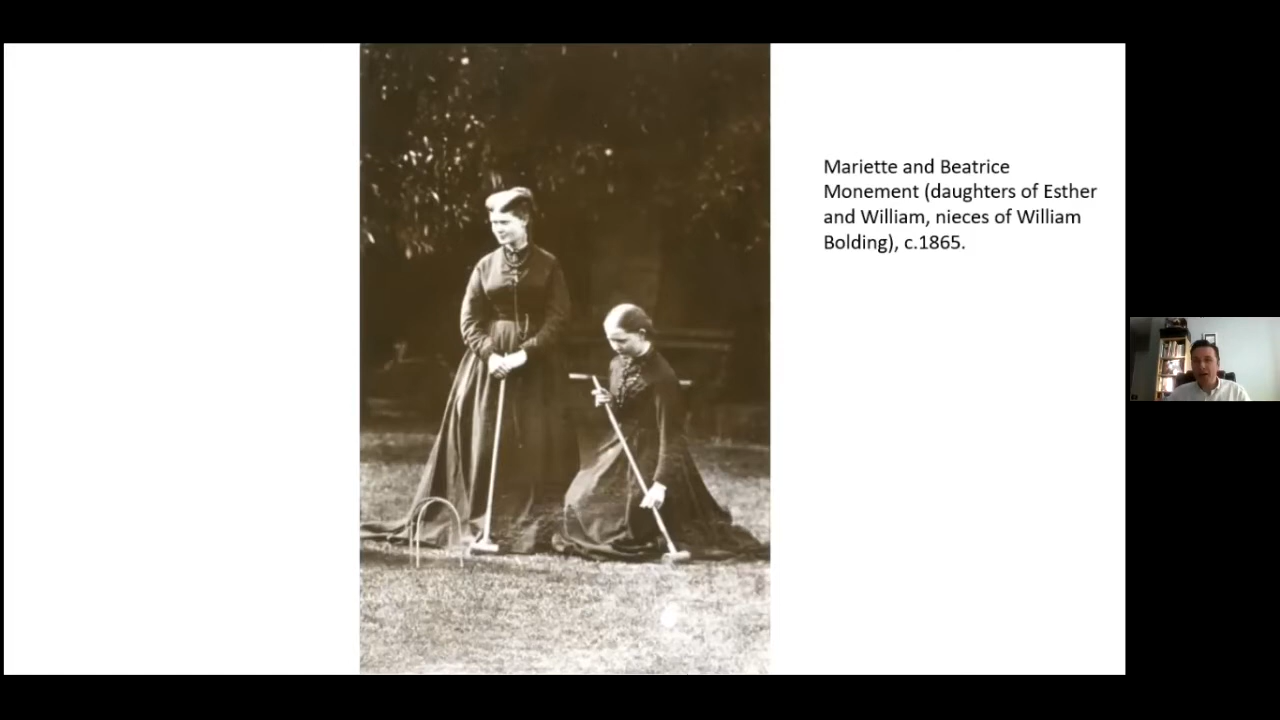 Mariette and Beatrice
Monement (daughters of Esther
and William, nieces of William
Bolding), c.1865.